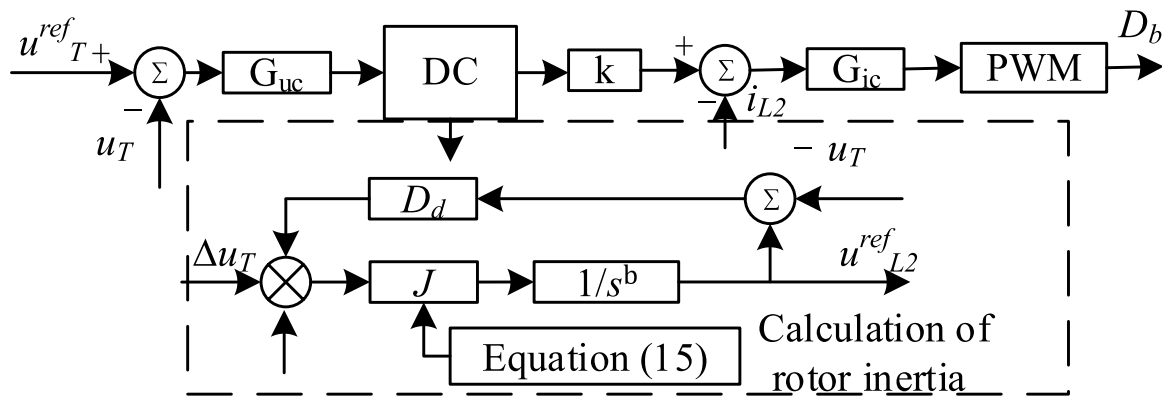 u^ref_T +
Σ
−
u_T
G_uc
DC
k
+
Σ
−
i_L2
G_ic
PWM
D_b
− u_T
D_d
Σ
Δu_T
J
1/s^b
u^ref_L2
Equation (15)
Calculation of
rotor inertia